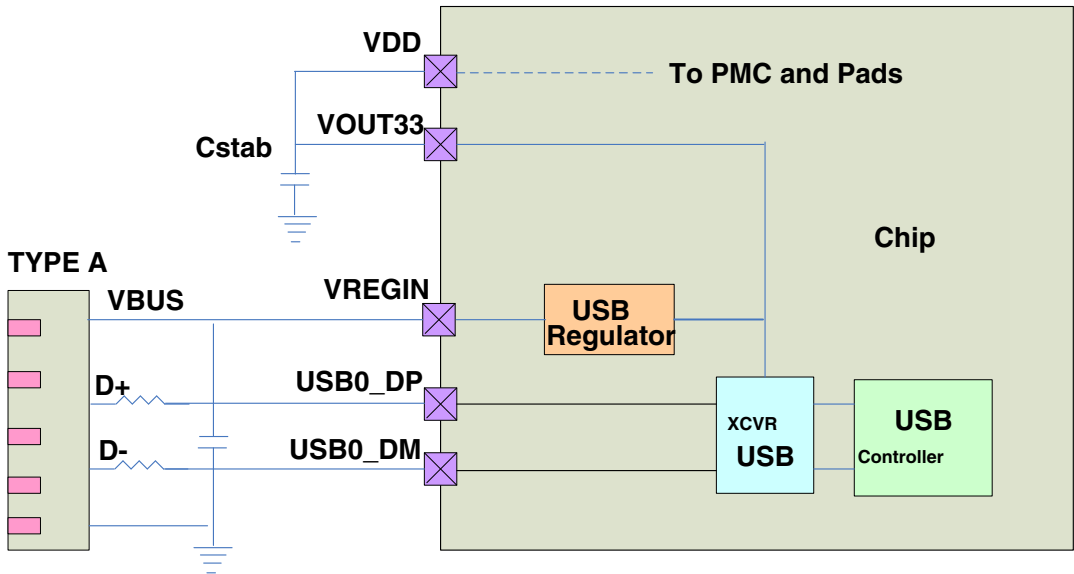 VDD
To PMC and Pads
VOUT33
Cstab
Chip
TYPE A
VBUS
VREGIN
USB
Regulator
D+
USB0_DP
XCVR
USB
USB
Controller
D-
USB0_DM